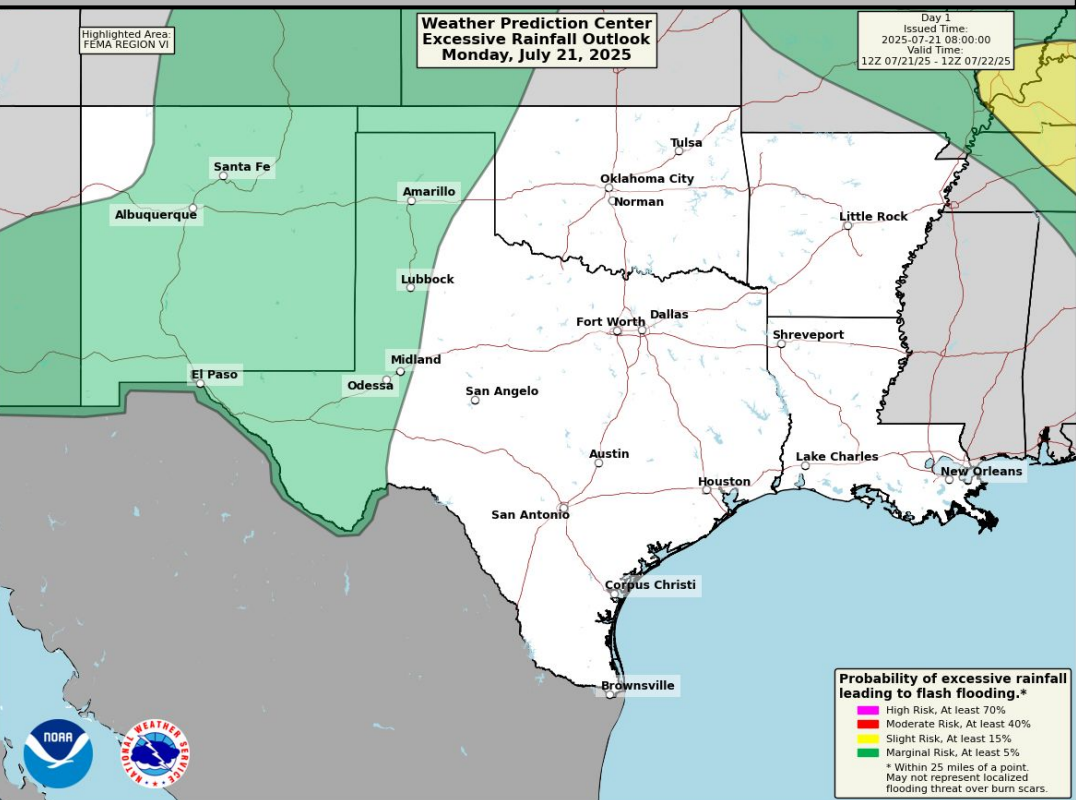 Weather Prediction Center
Excessive Rainfall Outlook
Monday, July 21, 2025
Highlighted Area:
FEMA REGION VI
Day 1
Issued Time:
2025-07-21 08:00:00
Valid Time:
12Z 07/21/25 - 12Z 07/22/25
Tulsa
Santa Fe
Oklahoma City
Amarillo
Norman
Albuquerque
Little Rock
Lubbock
Dallas
Fort Worth
Shreveport
Midland
El Paso
Odessa
San Angelo
Austin
Lake Charles
New Orleans
Houston
San Antonio
Corpus Christi
Brownsville
Probability of excessive rainfall
leading to flash flooding.*
High Risk, At least 70%
Moderate Risk, At least 40%
Slight Risk, At least 15%
Marginal Risk, At least 5%
* Within 25 miles of a point.
May not represent localized
flooding threat over burn scars.
NOAA
NATIONAL WEATHER SERVICE